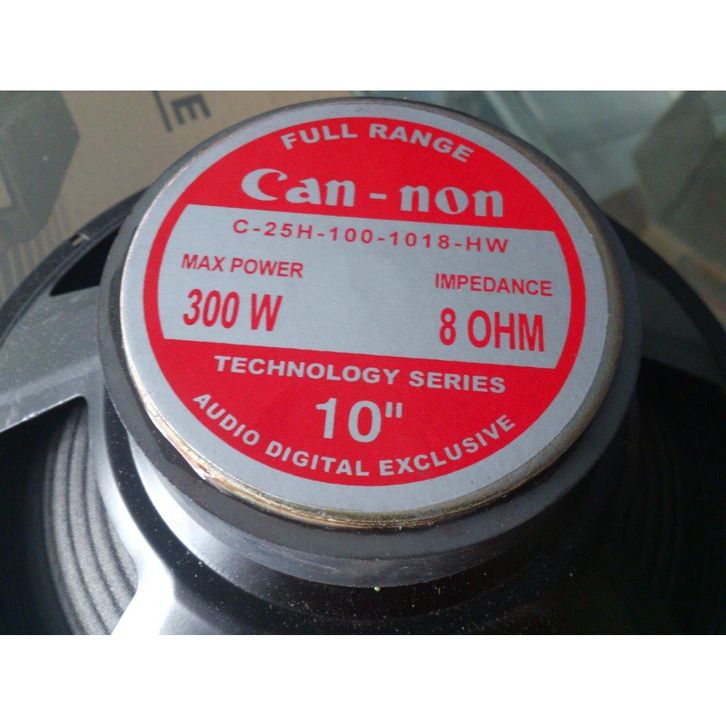 FULL RANGE
Can-non
C-25H-100-1018-HW
MAX POWER
300 W
IMPEDANCE
8 OHM
TECHNOLOGY SERIES
10"
AUDIO DIGITAL EXCLUSIVE